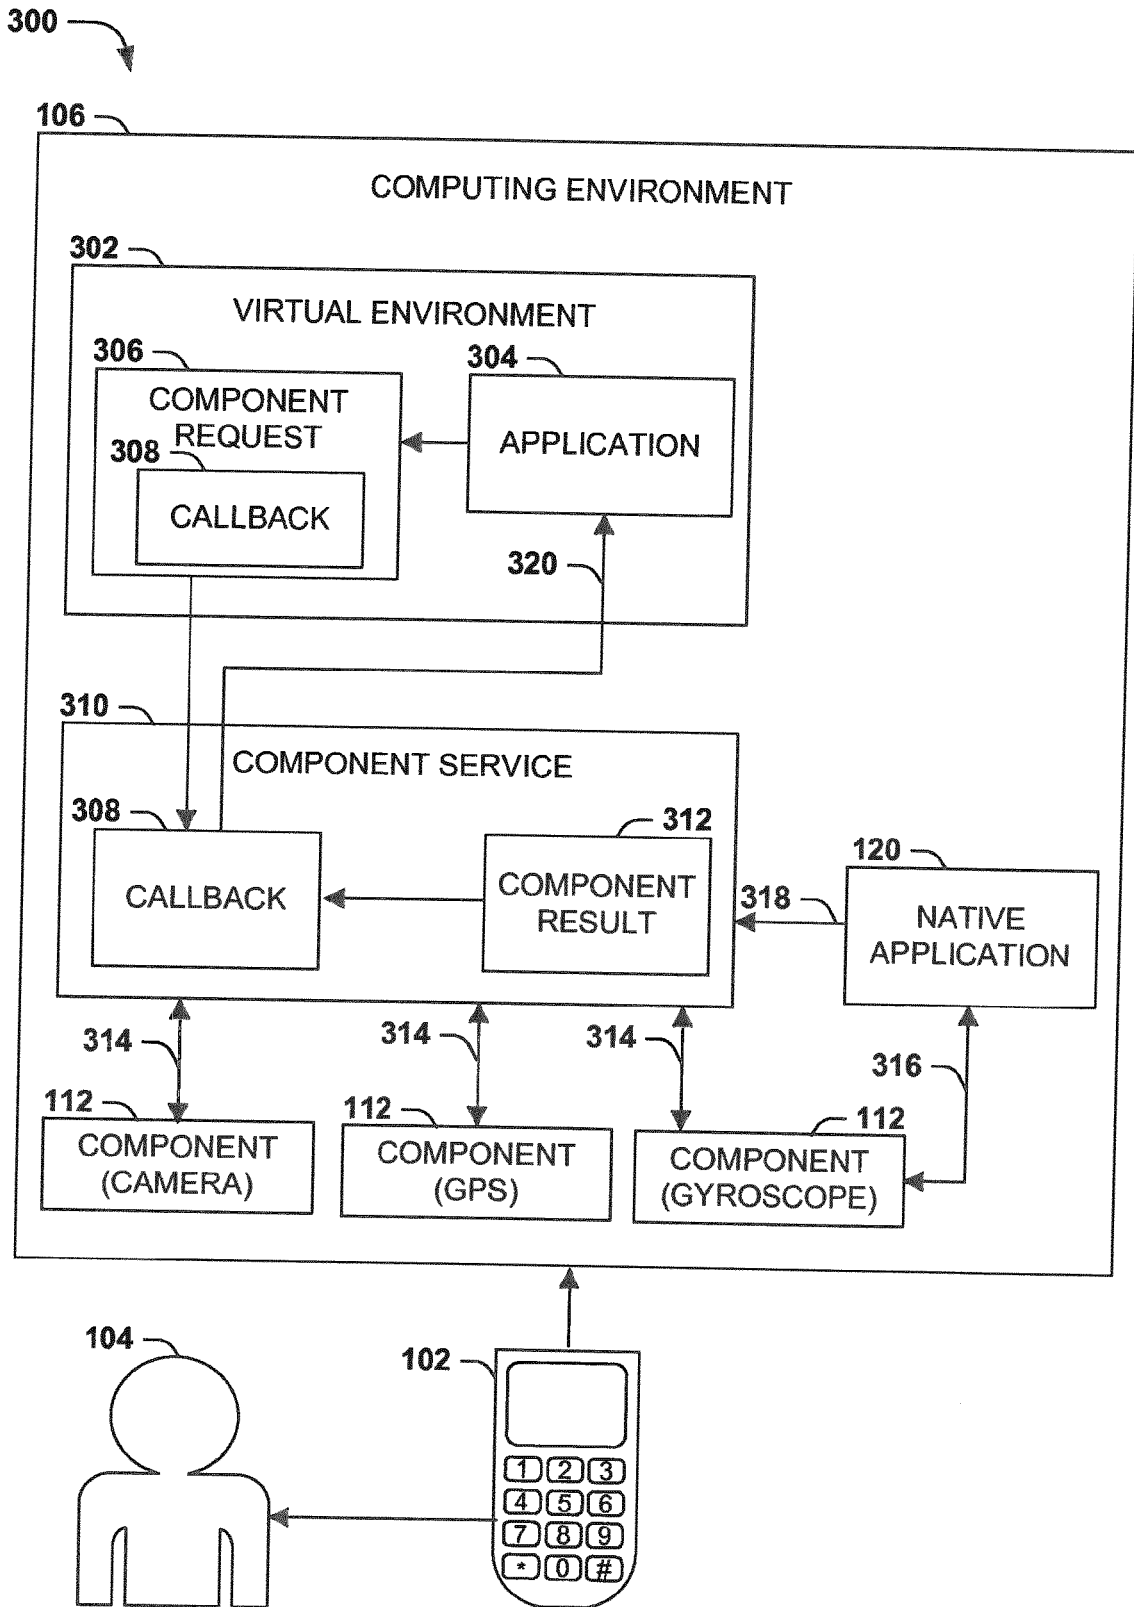 300
106
COMPUTING ENVIRONMENT
302
VIRTUAL ENVIRONMENT
306
COMPONENT
REQUEST
308
CALLBACK
304
APPLICATION
320
310
COMPONENT SERVICE
308
CALLBACK
312
COMPONENT
RESULT
318
120
NATIVE
APPLICATION
314
314
314
316
112
COMPONENT
(CAMERA)
112
COMPONENT
(GPS)
112
COMPONENT
(GYROSCOPE)
104
102
1 2 3
4 5 6
7 8 9
* 0 #